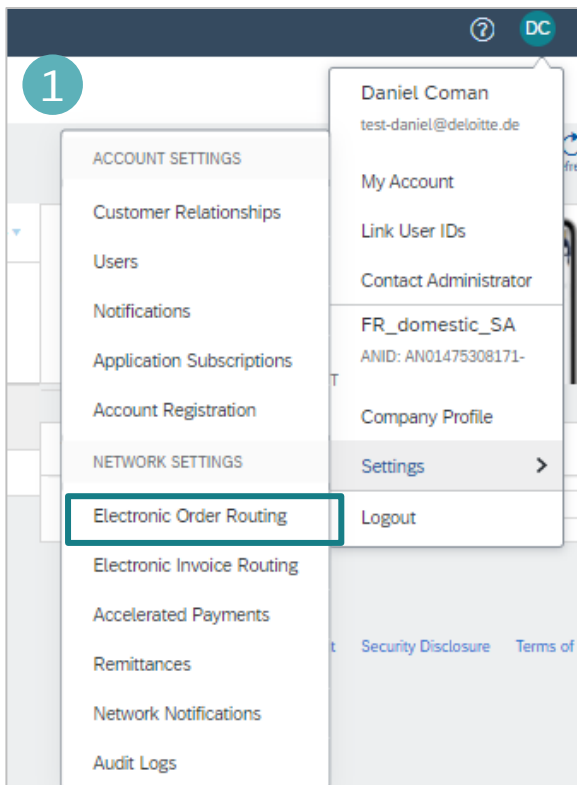 DC
1
Daniel Coman
test-daniel@deloitte.de
My Account
Link User IDs
Contact Administrator
FR_domestic_SA
ANID: AN01475308171-
Company Profile
Settings
Logout
ACCOUNT SETTINGS
Customer Relationships
Users
Notifications
Application Subscriptions
Account Registration
NETWORK SETTINGS
Electronic Order Routing
Electronic Invoice Routing
Accelerated Payments
Remittances
Network Notifications
Audit Logs
Security Disclosure
Terms of